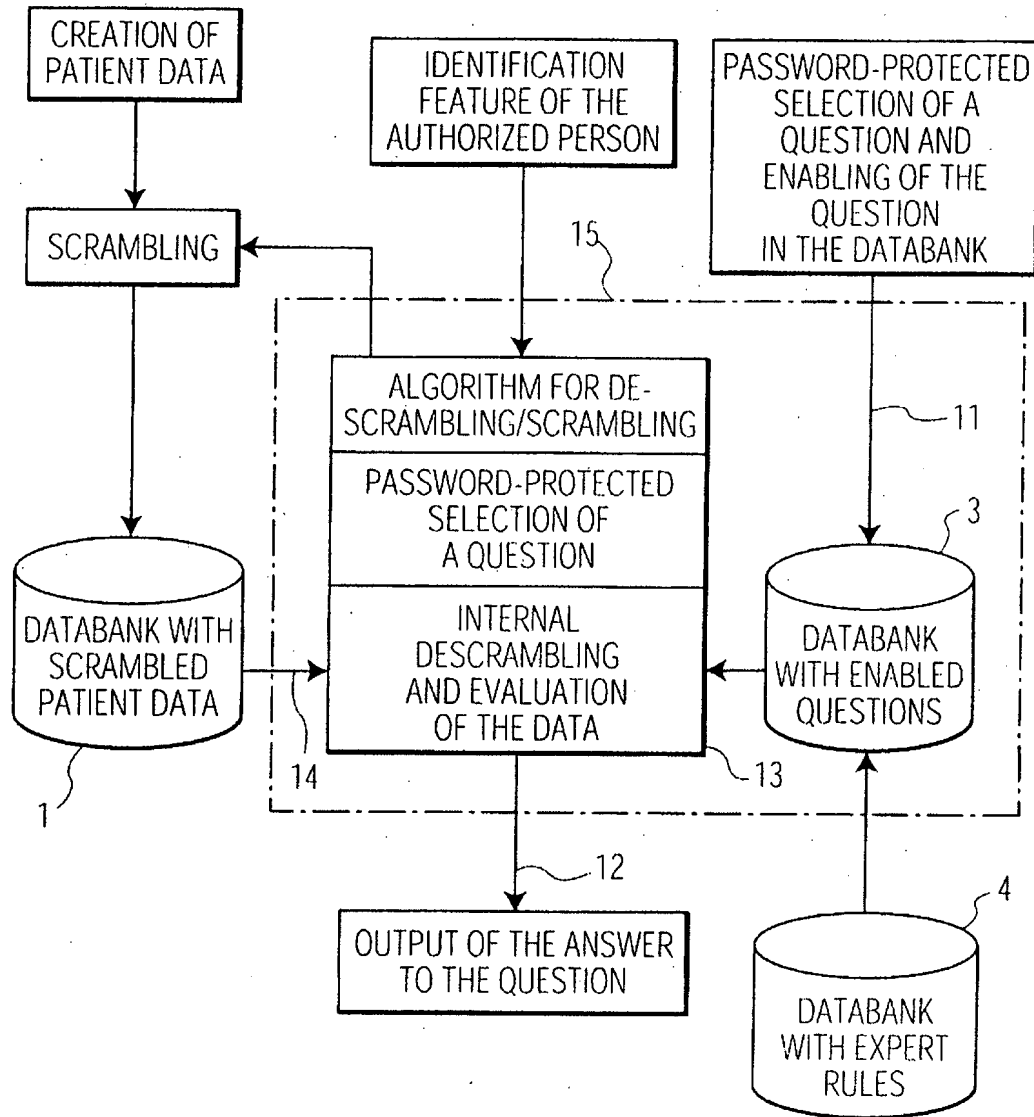 CREATION OF
PATIENT DATA
IDENTIFICATION
FEATURE OF THE
AUTHORIZED PERSON
PASSWORD-PROTECTED
SELECTION OF A
QUESTION AND
ENABLING OF THE
QUESTION
IN THE DATABANK
SCRAMBLING
15
ALGORITHM FOR DE-
SCRAMBLING/SCRAMBLING
11
PASSWORD-PROTECTED
SELECTION OF
A QUESTION
3
DATABANK WITH
SCRAMBLED
PATIENT DATA
INTERNAL
DESCRAMBLING
AND EVALUATION
OF THE DATA
DATABANK
WITH ENABLED
QUESTIONS
14
13
1
12
4
OUTPUT OF THE ANSWER
TO THE QUESTION
DATABANK
WITH EXPERT
RULES